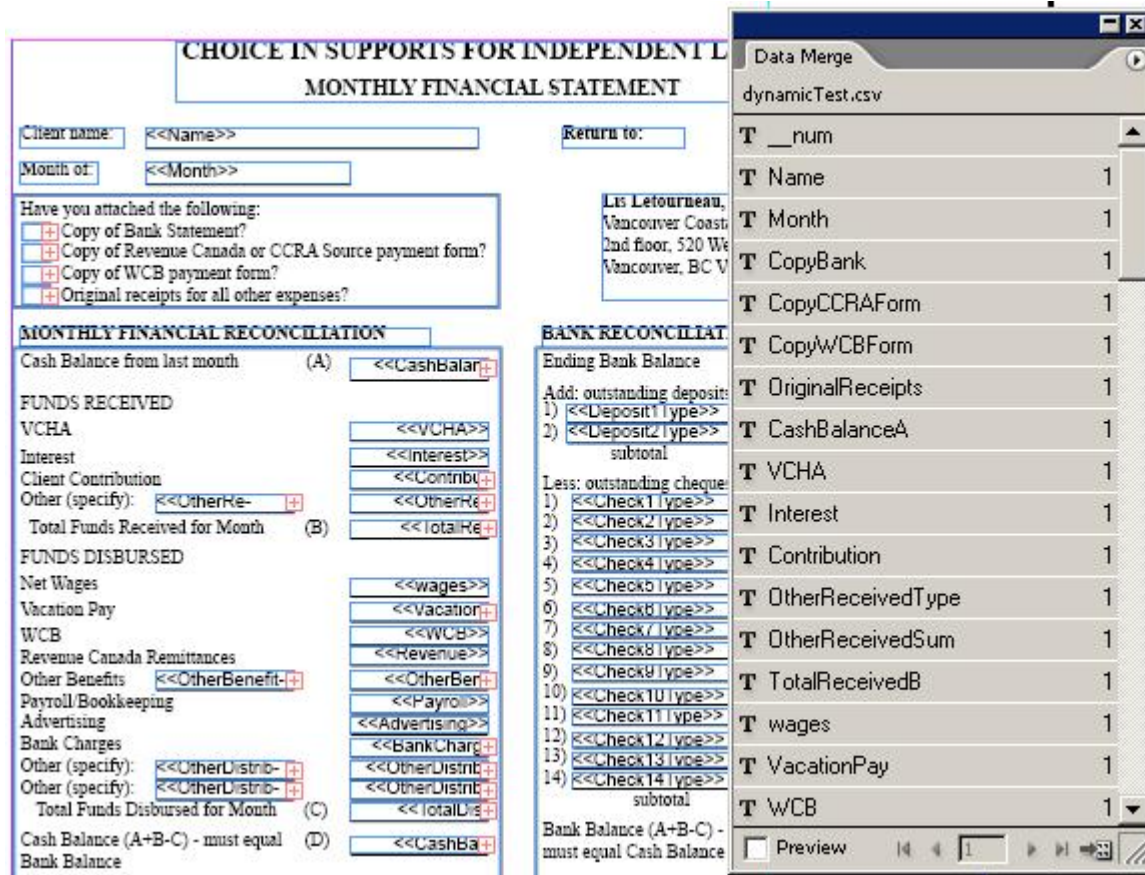 CHOICE IN SUPPORTS FOR INDEPENDENT L
MONTHLY FINANCIAL STATEMENT
Client name: <<Name>>
Return to:
Month of: <<Month>>
Have you attached the following:
Copy of Bank Statement?
Copy of Revenue Canada or CCRA Source payment form?
Copy of WCB payment form?
Original receipts for all other expenses?
Lis Letourneau,
Vancouver Coasta
2nd floor, 520 We
Vancouver, BC V
MONTHLY FINANCIAL RECONCILIATION
Cash Balance from last month (A) <<CashBalan
FUNDS RECEIVED
VCHA <<VCHA>>
Interest <<Interest>>
Client Contribution <<Contribu
Other (specify): <<OtherRe- <<OtherRe
Total Funds Received for Month (B) <<TotalRe
FUNDS DISBURSED
Net Wages <<wages>>
Vacation Pay <<Vacation
WCB <<WCB>>
Revenue Canada Remittances <<Revenue>>
Other Benefits <<OtherBenefit- <<OtherBen
Payroll/Bookkeeping <<Payroll>>
Advertising <<Advertising>>
Bank Charges <<BankCharg
Other (specify): <<OtherDistrib- <<OtherDistrib
Other (specify): <<OtherDistrib- <<OtherDistrib
Total Funds Disbursed for Month (C) <<TotalDis
Cash Balance (A+B-C) - must equal (D) <<CashBa
Bank Balance
BANK RECONCILIAT
Ending Bank Balance
Add: outstanding deposits
1) <<Deposit1Type>>
2) <<Deposit2Type>>
subtotal
Less: outstanding cheque
1) <<Check1Type>>
2) <<Check2Type>>
3) <<Check3Type>>
4) <<Check4Type>>
5) <<Check5Type>>
6) <<Check6Type>>
7) <<Check7Type>>
8) <<Check8Type>>
9) <<Check9Type>>
10) <<Check10Type>>
11) <<Check11Type>>
12) <<Check12Type>>
13) <<Check13Type>>
14) <<Check14Type>>
subtotal
Bank Balance (A+B-C) -
must equal Cash Balance
Data Merge
dynamicTest.csv
T __num
T Name 1
T Month 1
T CopyBank 1
T CopyCCRAForm 1
T CopyWCBForm 1
T OriginalReceipts 1
T CashBalanceA 1
T VCHA 1
T Interest 1
T Contribution 1
T OtherReceivedType 1
T OtherReceivedSum 1
T TotalReceivedB 1
T wages 1
T VacationPay 1
T WCB 1
Preview 1